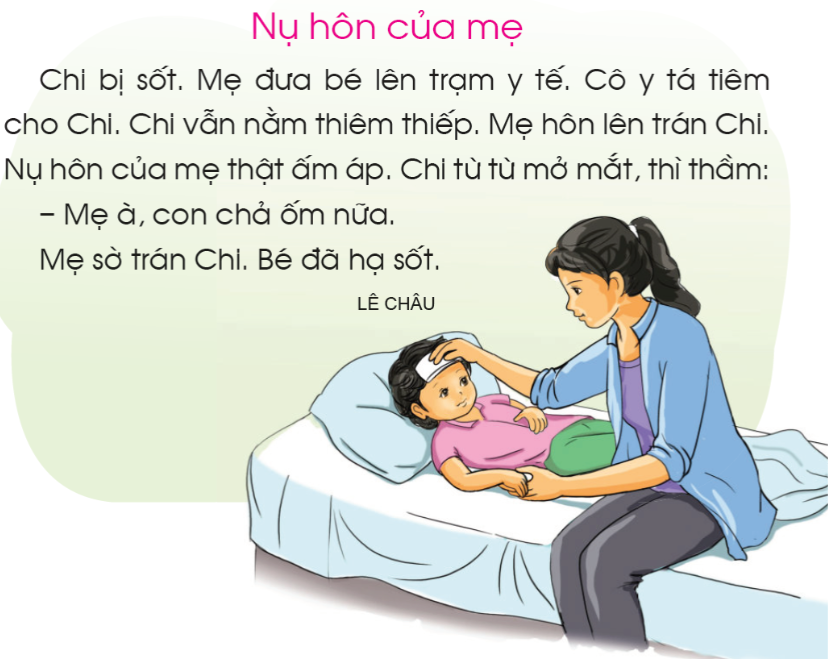 Nụ hôn của mẹ
Chi bị sốt. Mẹ đưa bé lên trạm y tế. Cô y tá tiêm
cho Chi. Chi vẫn nằm thiêm thiếp. Mẹ hôn lên trán Chi.
Nụ hôn của mẹ thật ấm áp. Chi từ từ mở mắt, thì thầm:
– Mẹ à, con chả ốm nữa.
Mẹ sờ trán Chi. Bé đã hạ sốt.
LÊ CHÂU